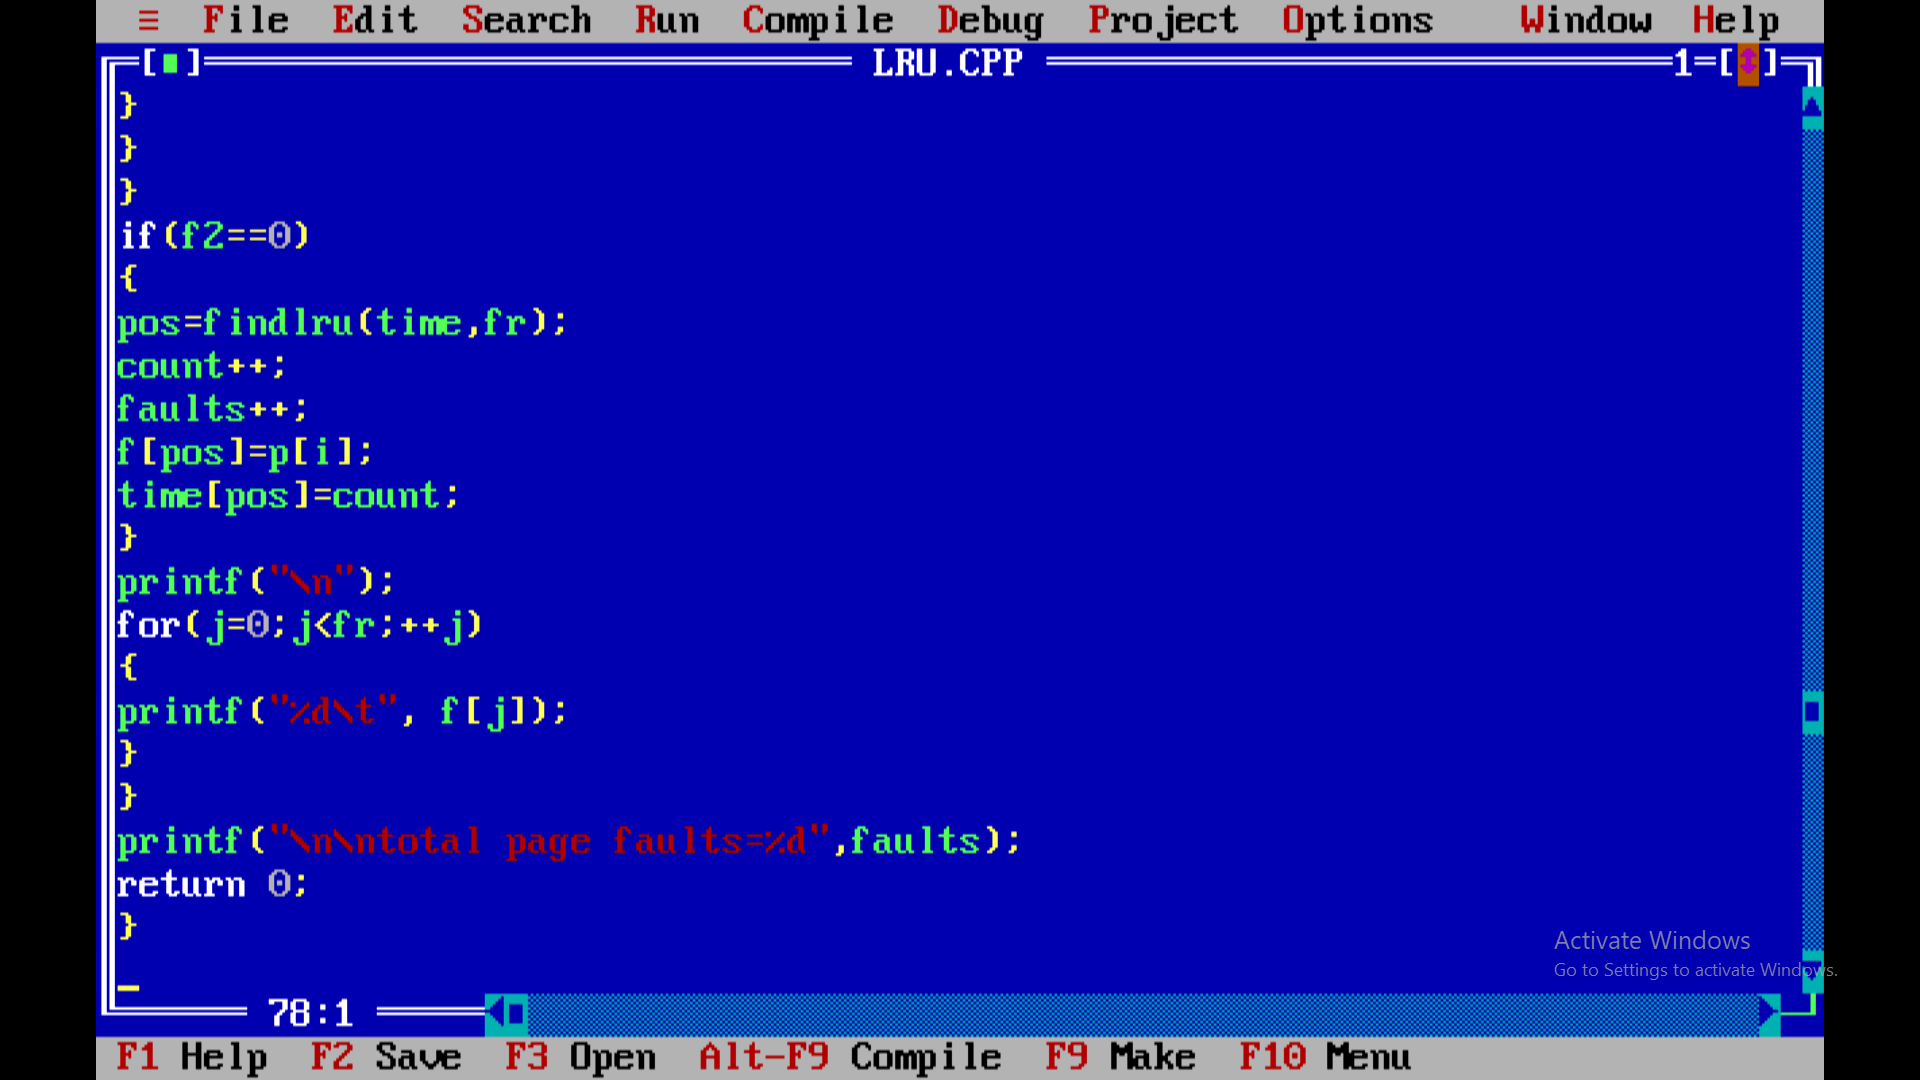 ≡ File Edit Search Run Compile Debug Project Options Window Help
[■] LRU.CPP 1=[↕]
}
}
}
if(f2==0)
{
pos=findlru(time,fr);
count++;
faults++;
f[pos]=p[i];
time[pos]=count;
}
printf("\n");
for(j=0;j<fr;++j)
{
printf("%d\t", f[j]);
}
}
printf("\n\ntotal page faults=%d",faults);
return 0;
}
Activate Windows
Go to Settings to activate Windows.
78:1
F1 Help F2 Save F3 Open Alt-F9 Compile F9 Make F10 Menu